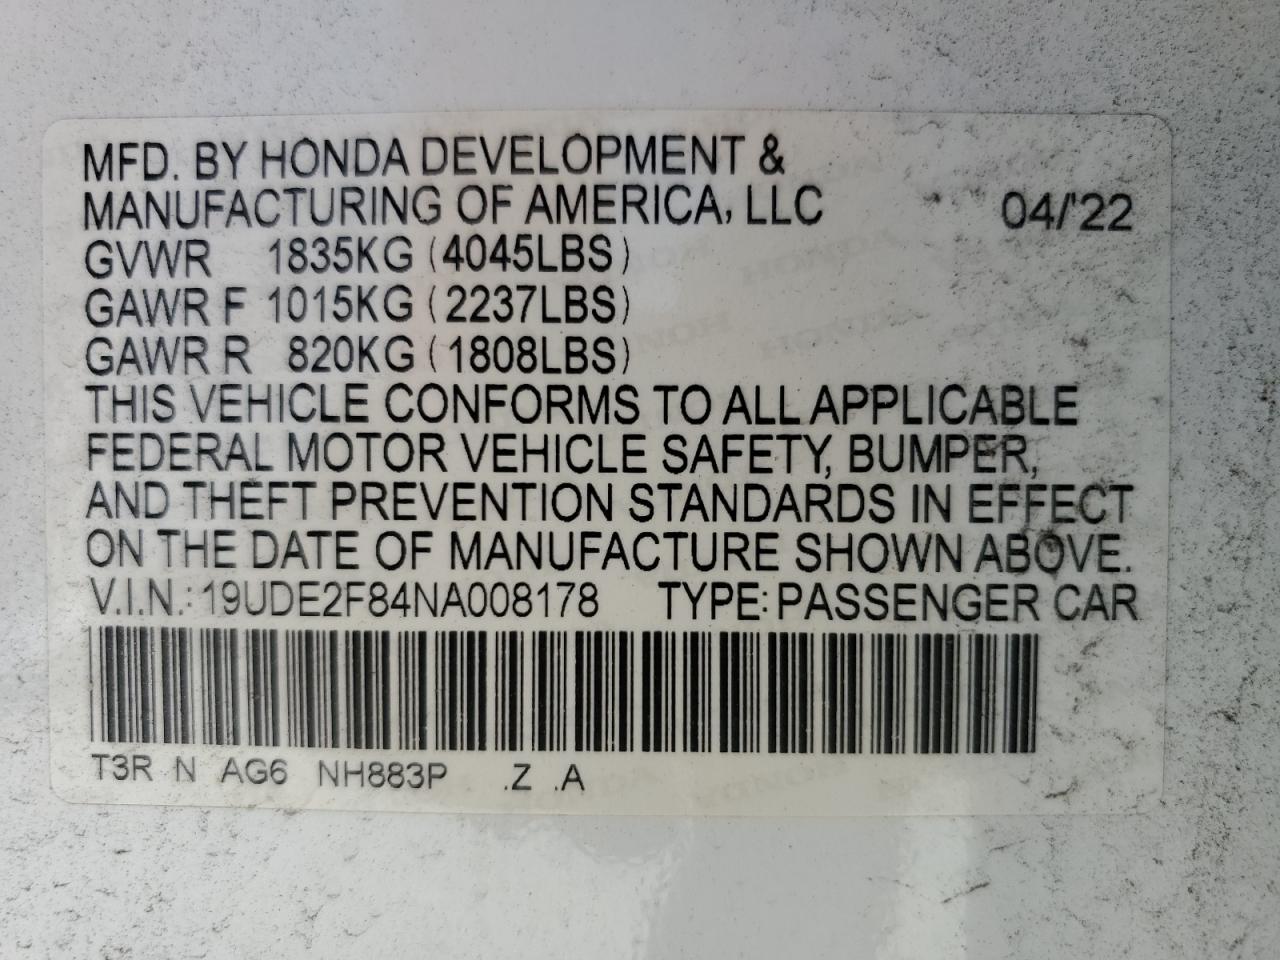 MFD. BY HONDA DEVELOPMENT &
MANUFACTURING OF AMERICA, LLC 04/'22
GVWR 1835KG (4045LBS)
GAWR F 1015KG (2237LBS)
GAWR R 820KG (1808LBS)
THIS VEHICLE CONFORMS TO ALL APPLICABLE
FEDERAL MOTOR VEHICLE SAFETY, BUMPER,
AND THEFT PREVENTION STANDARDS IN EFFECT
ON THE DATE OF MANUFACTURE SHOWN ABOVE.
V.I.N.: 19UDE2F84NA008178 TYPE: PASSENGER CAR
T3R N AG6 NH883P .Z .A